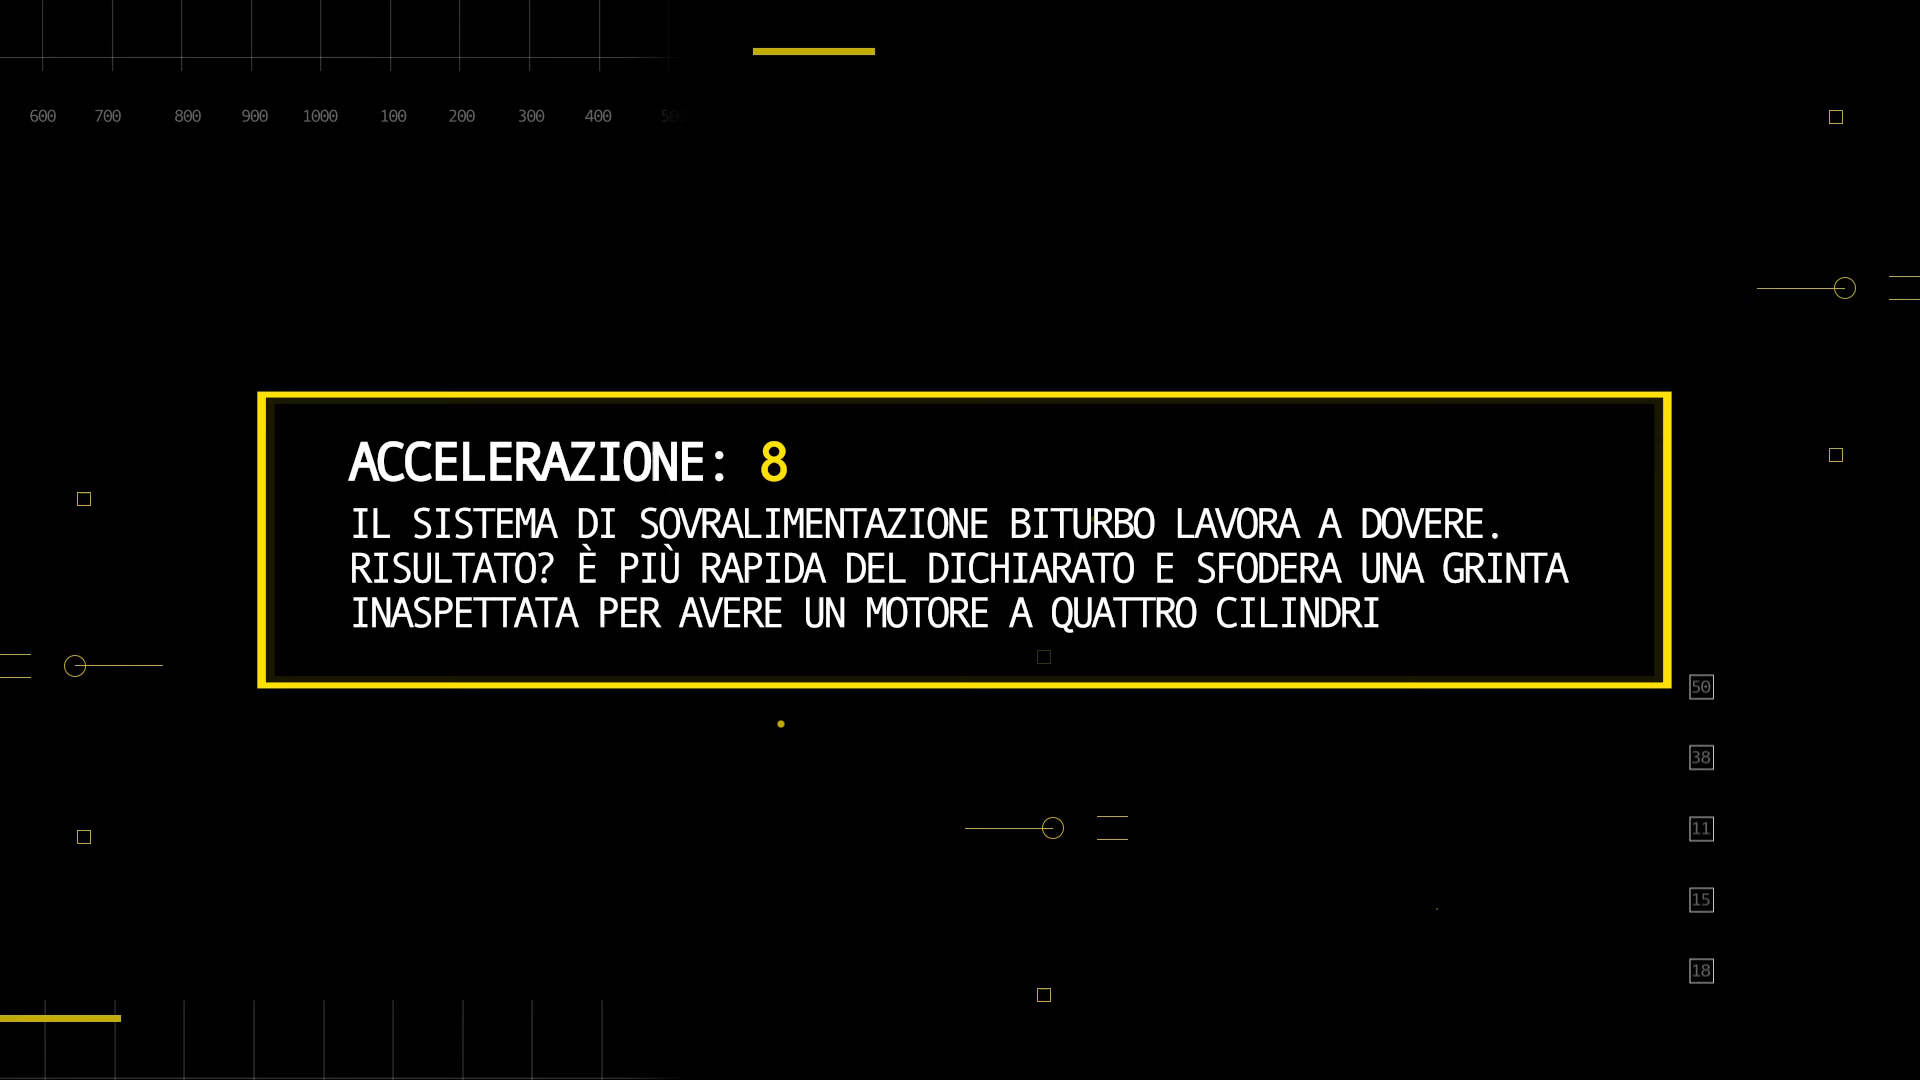 600 700 800 900 1000 100 200 300 400 500
ACCELERAZIONE: 8
IL SISTEMA DI SOVRALIMENTAZIONE BITURBO LAVORA A DOVERE.
RISULTATO? È PIÙ RAPIDA DEL DICHIARATO E SFODERA UNA GRINTA
INASPETTATA PER AVERE UN MOTORE A QUATTRO CILINDRI
50
38
11
15
18